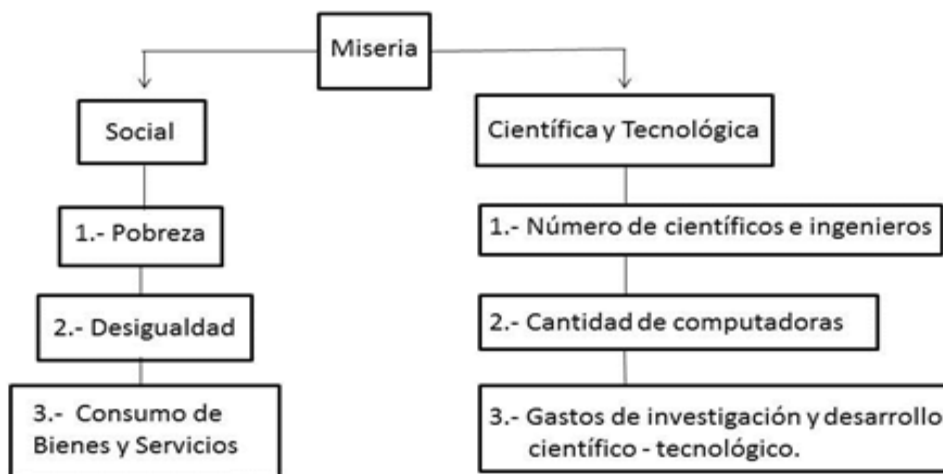 Miseria
Social
1.- Pobreza
2.- Desigualdad
3.- Consumo de
Bienes y Servicios
Científica y Tecnológica
1.- Número de científicos e ingenieros
2.- Cantidad de computadoras
3.- Gastos de investigación y desarrollo
científico - tecnológico.